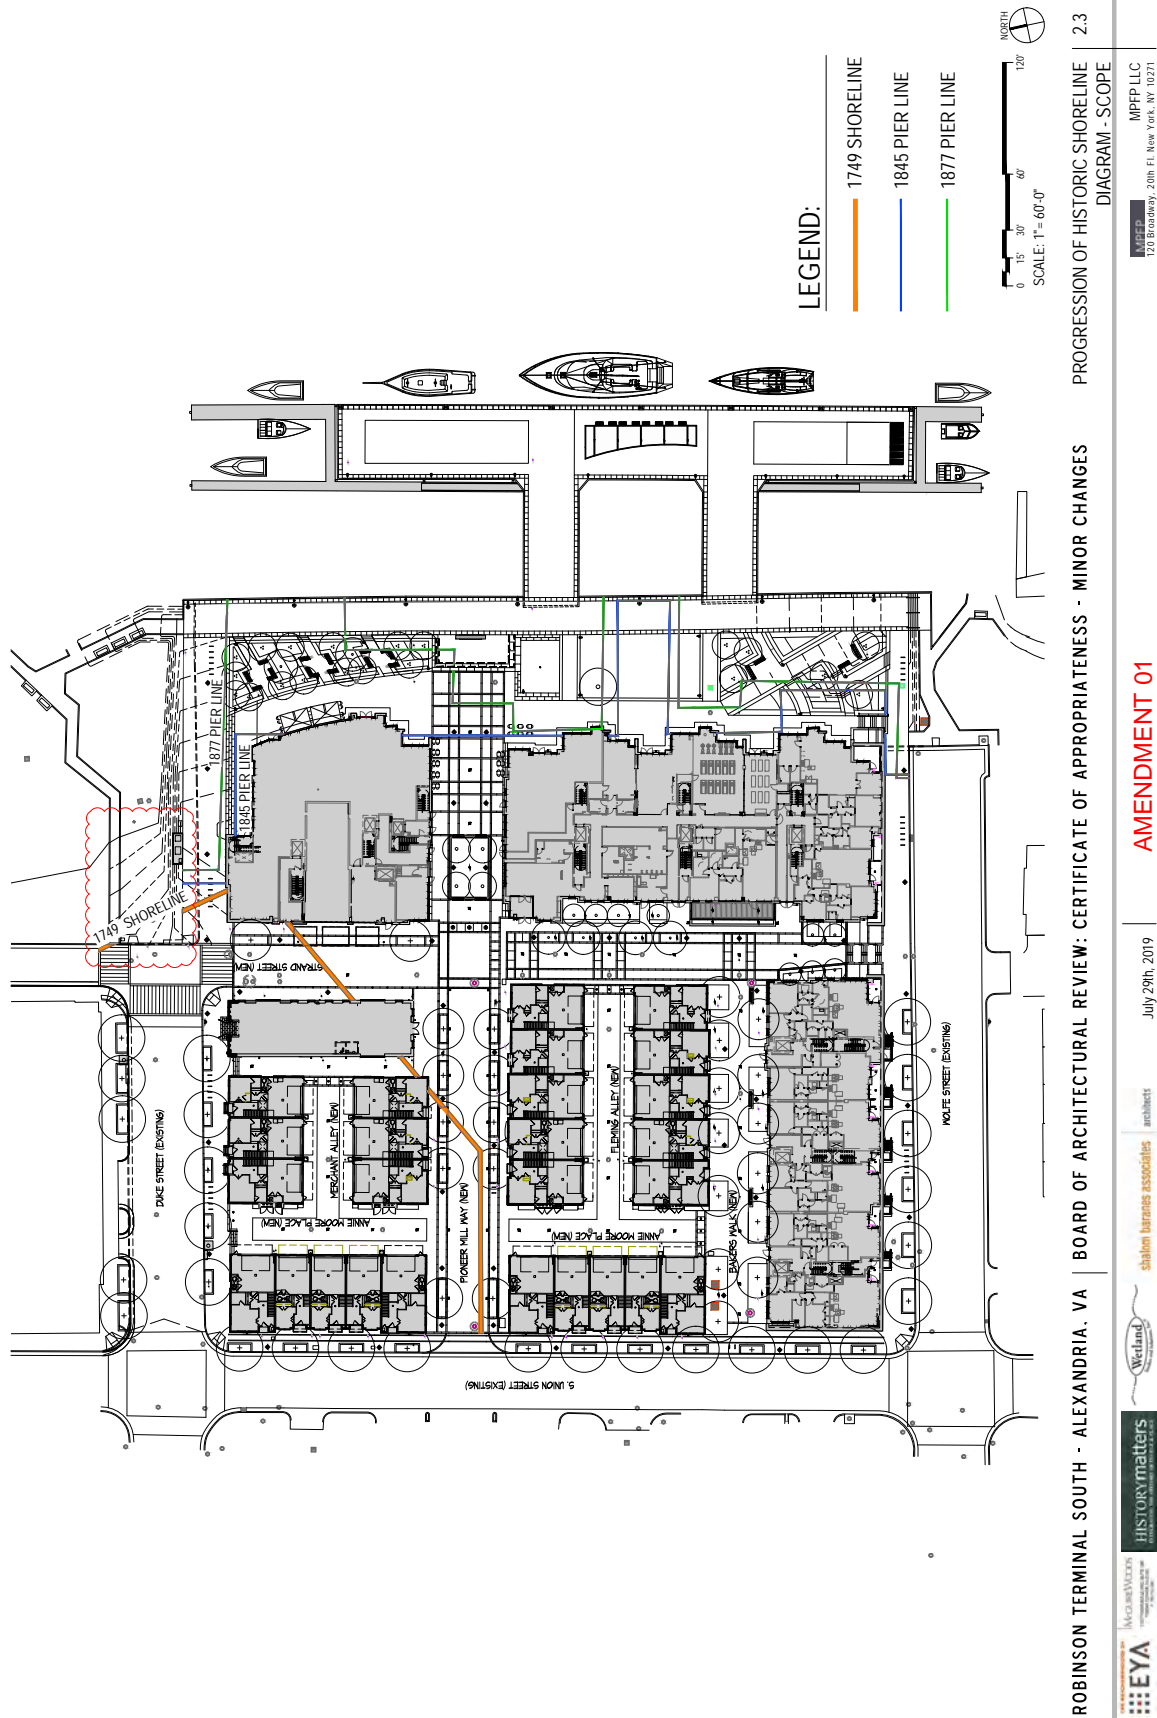 LEGEND:
1749 SHORELINE
1845 PIER LINE
1877 PIER LINE
NORTH
0 15' 30' 60' 120'
SCALE: 1"= 60'-0"
1877 PIER LINE
1845 PIER LINE
1749 SHORELINE
STRAND STREET (NEW)
DUKE STREET (EXISTING)
MERCHANT ALLEY (NEW)
ANNIE MOORE PLACE (NEW)
PIONEER MILL WAY (NEW)
FLEMING ALLEY (NEW)
ANNIE MOORE PLACE (NEW)
BAKERS WALK (NEW)
WOLFE STREET (EXISTING)
S. UNION STREET (EXISTING)
ROBINSON TERMINAL SOUTH - ALEXANDRIA, VA
BOARD OF ARCHITECTURAL REVIEW: CERTIFICATE OF APPROPRIATENESS - MINOR CHANGES
PROGRESSION OF HISTORIC SHORELINE
DIAGRAM - SCOPE
2.3
EYA
MCGUIREWOODS
HISTORYmatters
Wetland
shalom baranes associates architects
July 29th, 2019
AMENDMENT 01
MPFP
MPFP LLC
120 Broadway, 20th Fl. New York, NY 10271